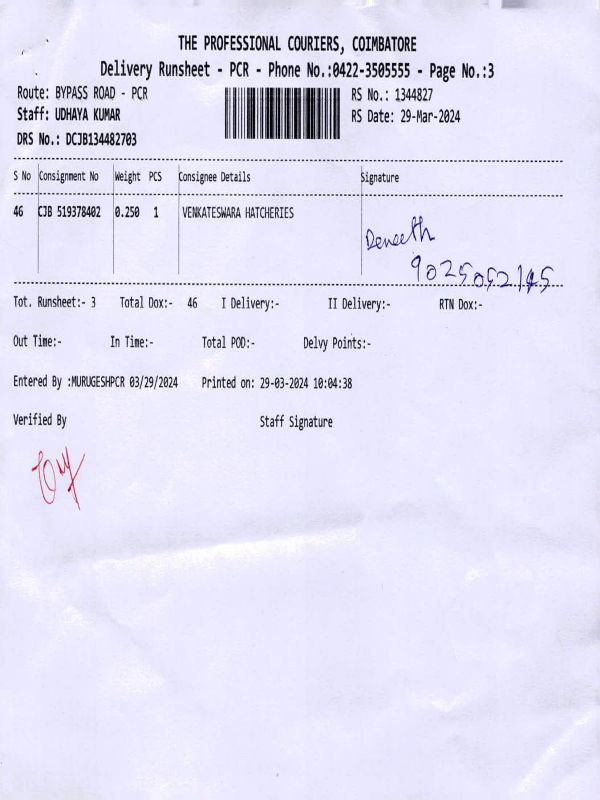 THE PROFESSIONAL COURIERS, COIMBATORE
Delivery Runsheet - PCR - Phone No.:0422-3505555 - Page No.:3
Route: BYPASS ROAD - PCR RS No.: 1344827
Staff: UDHAYA KUMAR RS Date: 29-Mar-2024
DRS No.: DCJB134482703
S No Consignment No Weight PCS Consignee Details Signature
46 CJB 519378402 0.250 1 VENKATESWARA HATCHERIES
Tot. Runsheet:- 3 Total Dox:- 46 I Delivery:- II Delivery:- RTN Dox:-
Out Time:- In Time:- Total POD:- Delvy Points:-
Entered By :MURUGESHPCR 03/29/2024 Printed on: 29-03-2024 10:04:38
Verified By Staff Signature